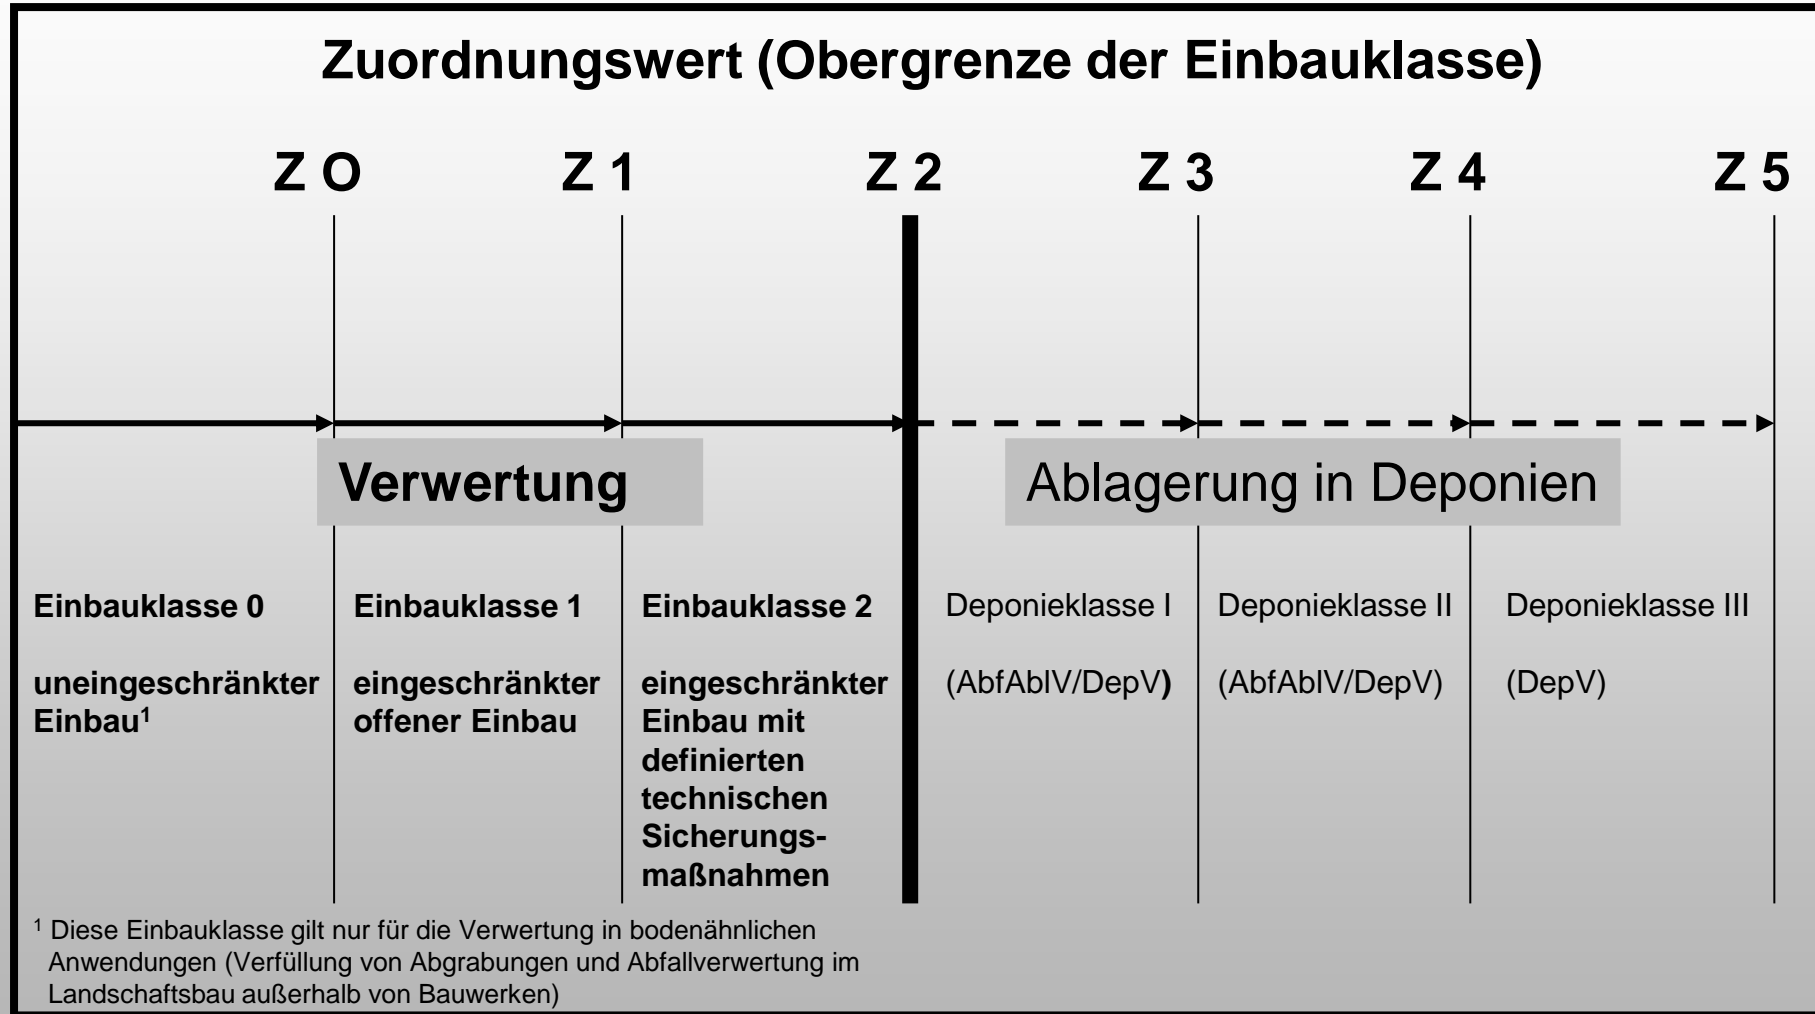 Zuordnungswert (Obergrenze der Einbauklasse)
Z O
Z 1
Z 2
Z 3
Z 4
Z 5
Verwertung
Ablagerung in Deponien
Einbauklasse 0
uneingeschränkter
Einbau¹
Einbauklasse 1
eingeschränkter
offener Einbau
Einbauklasse 2
eingeschränkter
Einbau mit
definierten
technischen
Sicherungs-
maßnahmen
Deponieklasse I
(AbfAblV/DepV)
Deponieklasse II
(AbfAblV/DepV)
Deponieklasse III
(DepV)
¹ Diese Einbauklasse gilt nur für die Verwertung in bodenähnlichen
Anwendungen (Verfüllung von Abgrabungen und Abfallverwertung im
Landschaftsbau außerhalb von Bauwerken)